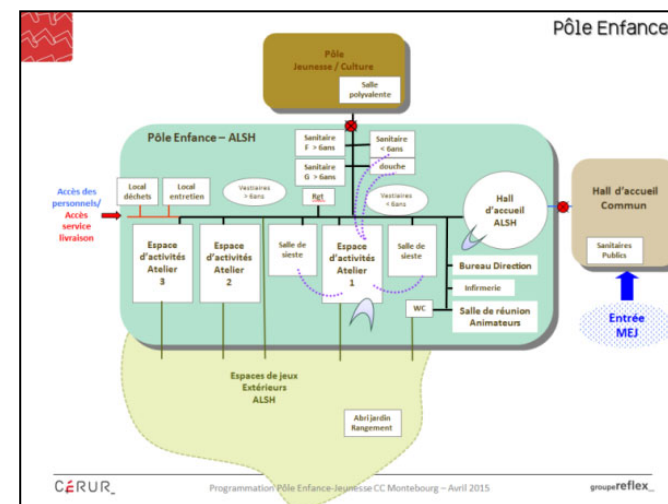 Pôle Enfance
Pôle
Jeunesse / Culture
Salle
polyvalente
Pôle Enfance – ALSH
Sanitaire
F > 6ans
Sanitaire
< 6ans
Sanitaire
G > 6ans
douche
Accès des
personnels/
Accès
service
livraison
Local
déchets
Local
entretien
Vestiaires
> 6ans
Rgt
Vestiaires
< 6ans
Hall
d'accueil
ALSH
Hall d'accueil
Commun
Sanitaires
Publics
Espace
d'activités
Atelier
3
Espace
d'activités
Atelier
2
Salle de
sieste
Espace
d'activités
Atelier
1
Salle de
sieste
Bureau Direction
Infirmerie
WC
Salle de réunion
Animateurs
Entrée
MEJ
Espaces de jeux
Extérieurs
ALSH
Abri jardin
Rangement
CÉRUR_
Programmation Pôle Enfance-Jeunesse CC Montebourg – Avril 2015
groupereflex_